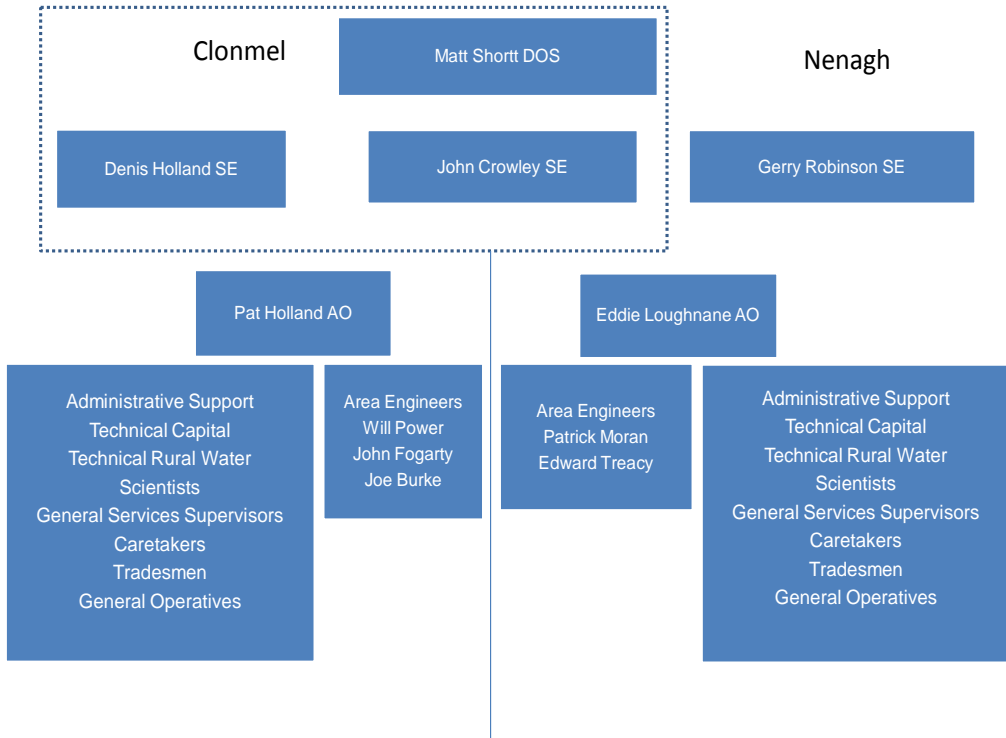 Clonmel
Matt Shortt DOS
Nenagh
Denis Holland SE
John Crowley SE
Gerry Robinson SE
Pat Holland AO
Eddie Loughnane AO
Administrative Support
Technical Capital
Technical Rural Water
Scientists
General Services Supervisors
Caretakers
Tradesmen
General Operatives
Area Engineers
Will Power
John Fogarty
Joe Burke
Area Engineers
Patrick Moran
Edward Treacy
Administrative Support
Technical Capital
Technical Rural Water
Scientists
General Services Supervisors
Caretakers
Tradesmen
General Operatives